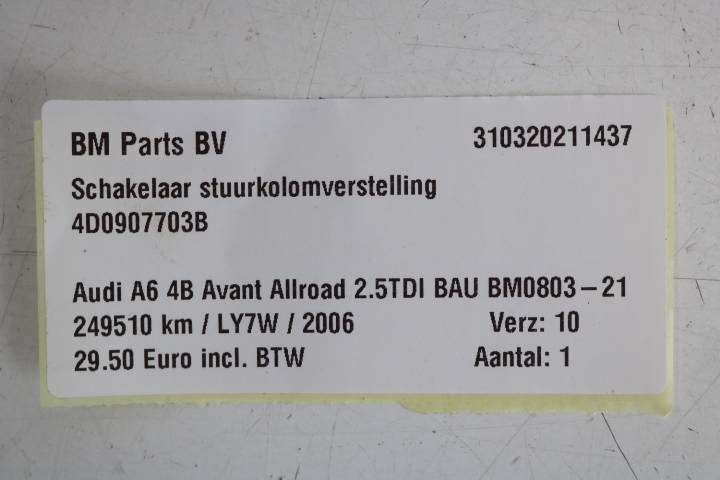 BM Parts BV 310320211437
Schakelaar stuurkolomverstelling
4D0907703B
Audi A6 4B Avant Allroad 2.5TDI BAU BM0803-21
249510 km / LY7W / 2006 Verz: 10
29.50 Euro incl. BTW Aantal: 1